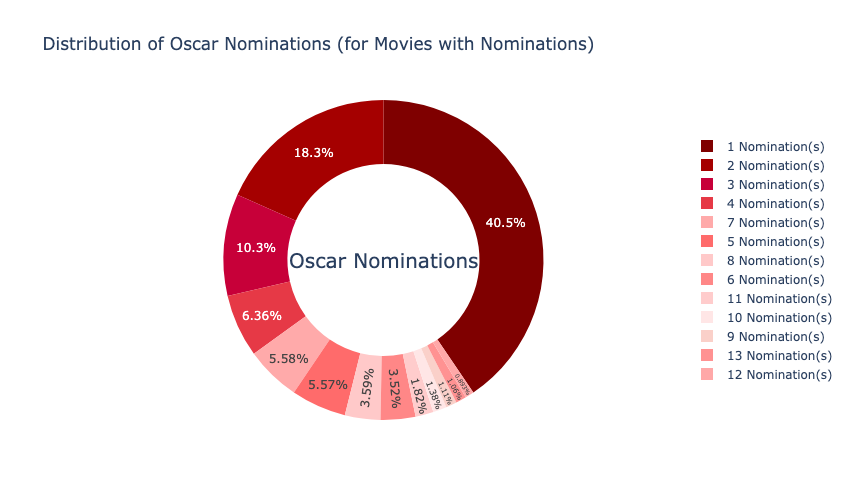 Distribution of Oscar Nominations (for Movies with Nominations)
40.5%
18.3%
10.3%
6.36%
5.58%
5.57%
3.59%
3.52%
1.82%
1.38%
1.11%
1.06%
0.893%
Oscar Nominations
1 Nomination(s)
2 Nomination(s)
3 Nomination(s)
4 Nomination(s)
7 Nomination(s)
5 Nomination(s)
8 Nomination(s)
6 Nomination(s)
11 Nomination(s)
10 Nomination(s)
9 Nomination(s)
13 Nomination(s)
12 Nomination(s)